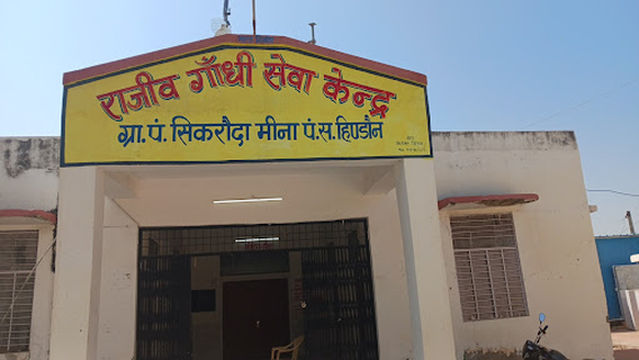 राजीव गाँधी सेवा केन्द्र
ग्रा.पं. सिकरौदा मीना पं.स. हिण्डौन